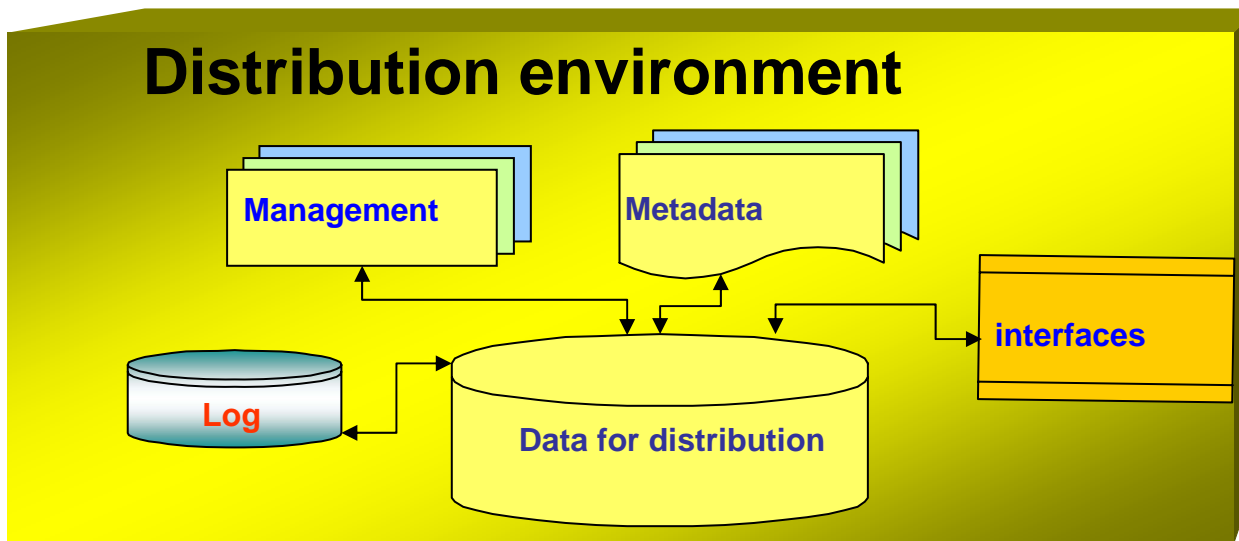 Distribution environment
Management
Metadata
interfaces
Log
Data for distribution